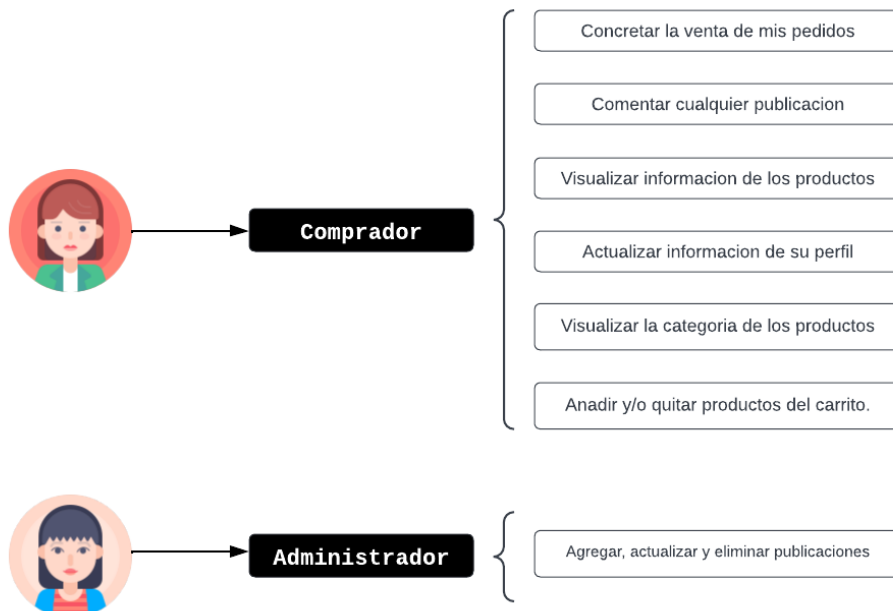 Concretar la venta de mis pedidos
Comentar cualquier publicacion
Visualizar informacion de los productos
Comprador
Actualizar informacion de su perfil
Visualizar la categoria de los productos
Anadir y/o quitar productos del carrito.
Administrador
Agregar, actualizar y eliminar publicaciones